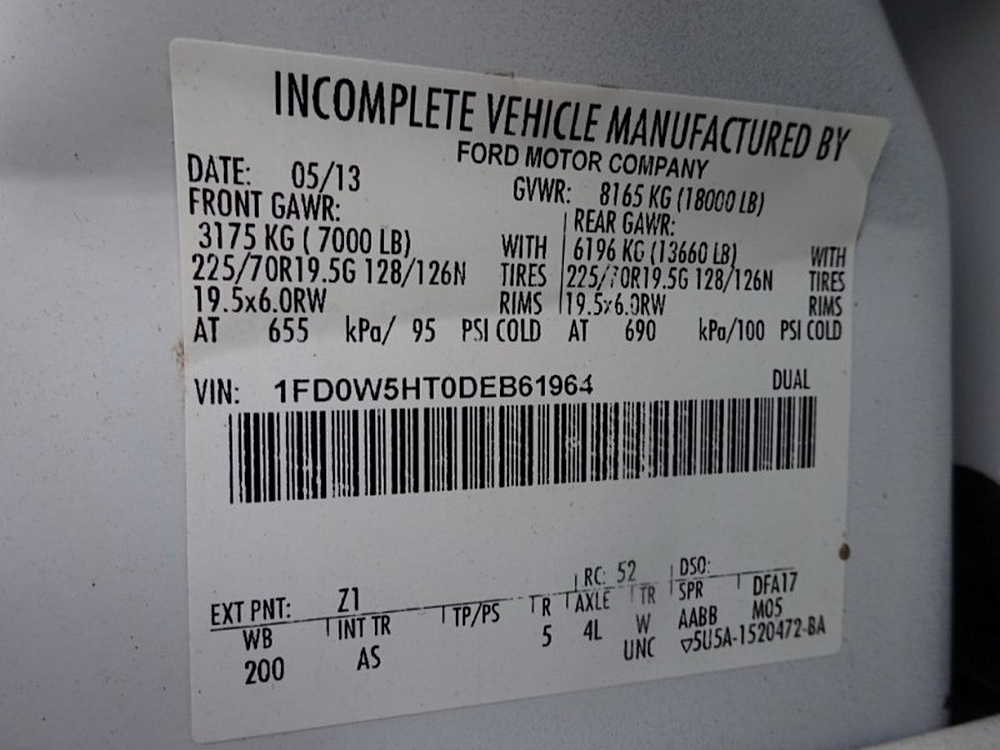 INCOMPLETE VEHICLE MANUFACTURED BY
FORD MOTOR COMPANY
DATE: 05/13 GVWR: 8165 KG (18000 LB)
FRONT GAWR: REAR GAWR:
3175 KG ( 7000 LB) WITH 6196 KG (13660 LB) WITH
225/70R19.5G 128/126N TIRES 225/70R19.5G 128/126N TIRES
19.5x6.0RW RIMS 19.5x6.0RW RIMS
AT 655 kPa/ 95 PSI COLD AT 690 kPa/100 PSI COLD
VIN: 1FD0W5HT0DEB61964 DUAL
EXT PNT: Z1 RC: 52 DSO:
WB INT TR TP/PS R AXLE TR SPR DFA17
200 AS 5 4L W AABB M05
UNC ▽5U5A-1520472-BA